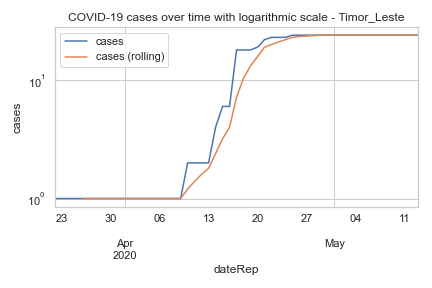 COVID-19 cases over time with logarithmic scale - Timor_Leste
cases
cases (rolling)
cases
10¹
10⁰
23 30 06 13 20 27 04 11
Apr May
2020
dateRep